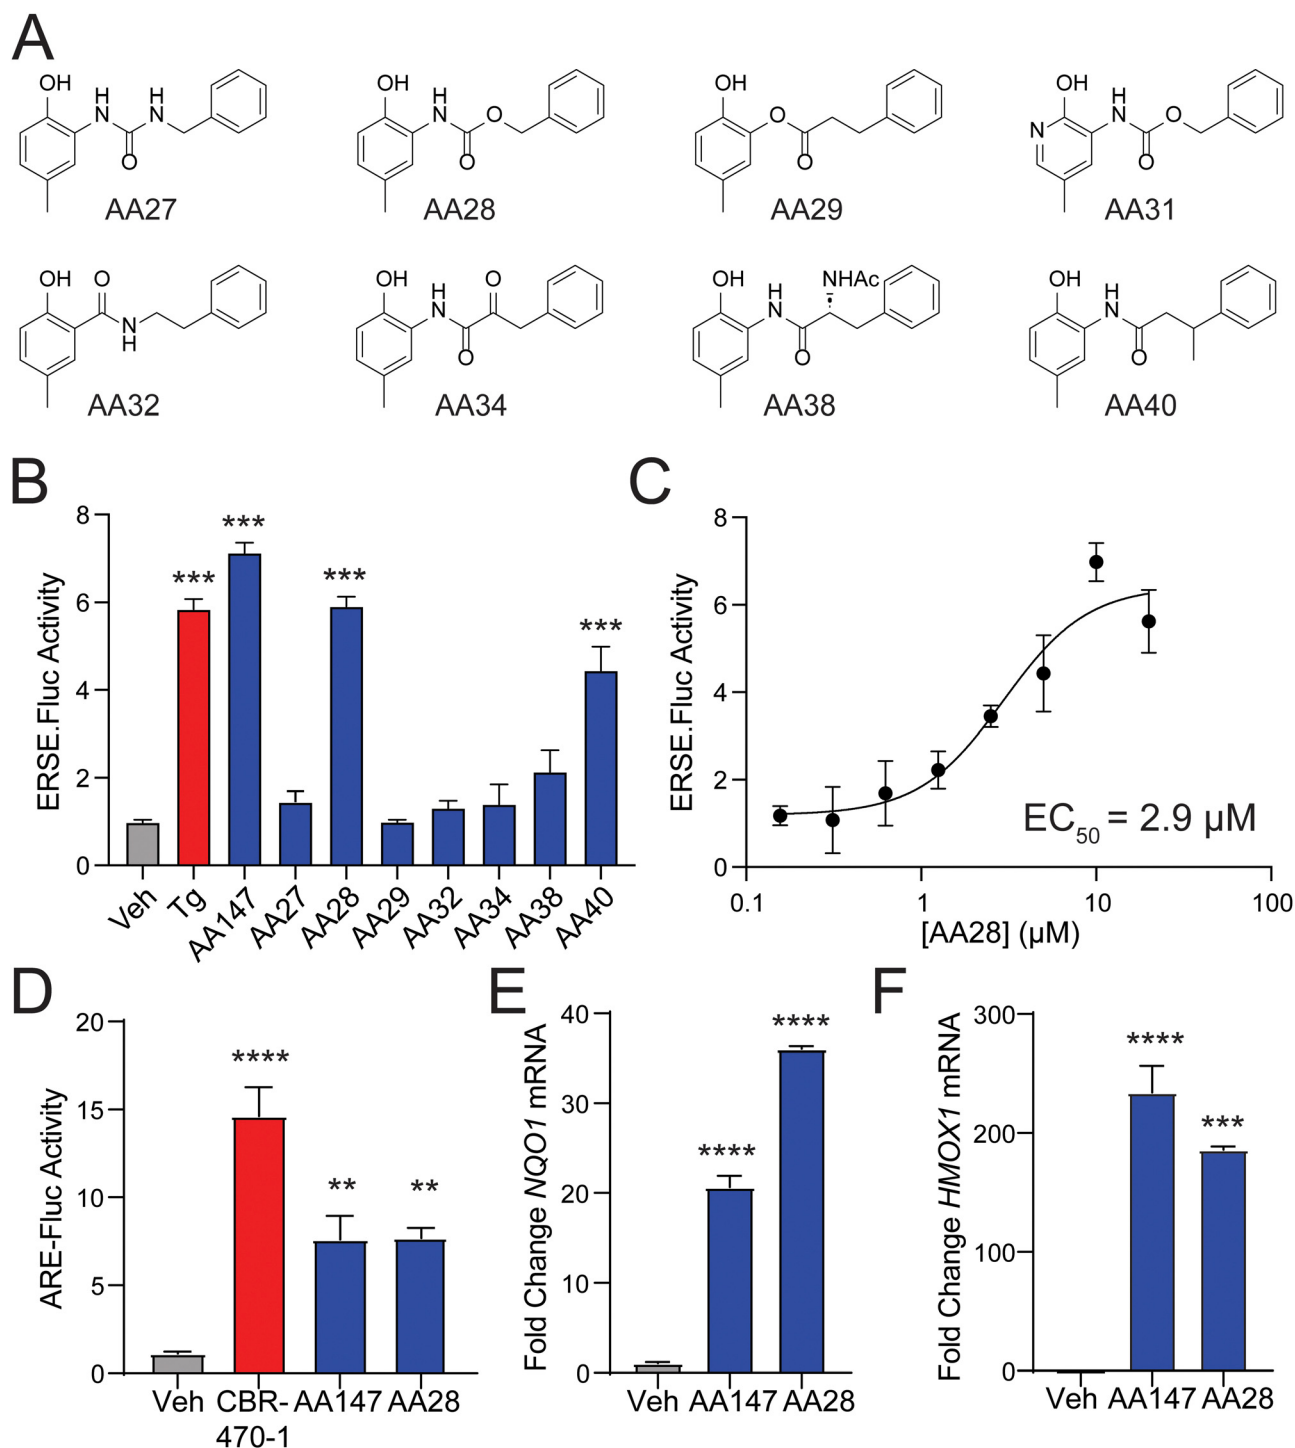 A
OH H N H N O AA27
OH H N O O AA28
OH O O AA29
OH N H N O O AA31
OH O N H AA32
OH H N O O AA34
OH H N NHAc O AA38
OH H N O AA40
B
ERSE.Fluc Activity
8
6
4
2
0
***
***
***
***
Veh Tg AA147 AA27 AA28 AA29 AA32 AA34 AA38 AA40
C
ERSE.Fluc Activity
8
6
4
2
0
EC50 = 2.9 µM
0.1 1 10 100
[AA28] (µM)
D
ARE-Fluc Activity
20
15
10
5
0
****
**
**
Veh CBR- AA147 AA28
470-1
E
Fold Change NQO1 mRNA
40
30
20
10
0
****
****
Veh AA147 AA28
F
Fold Change HMOX1 mRNA
300
200
100
0
****
***
Veh AA147 AA28